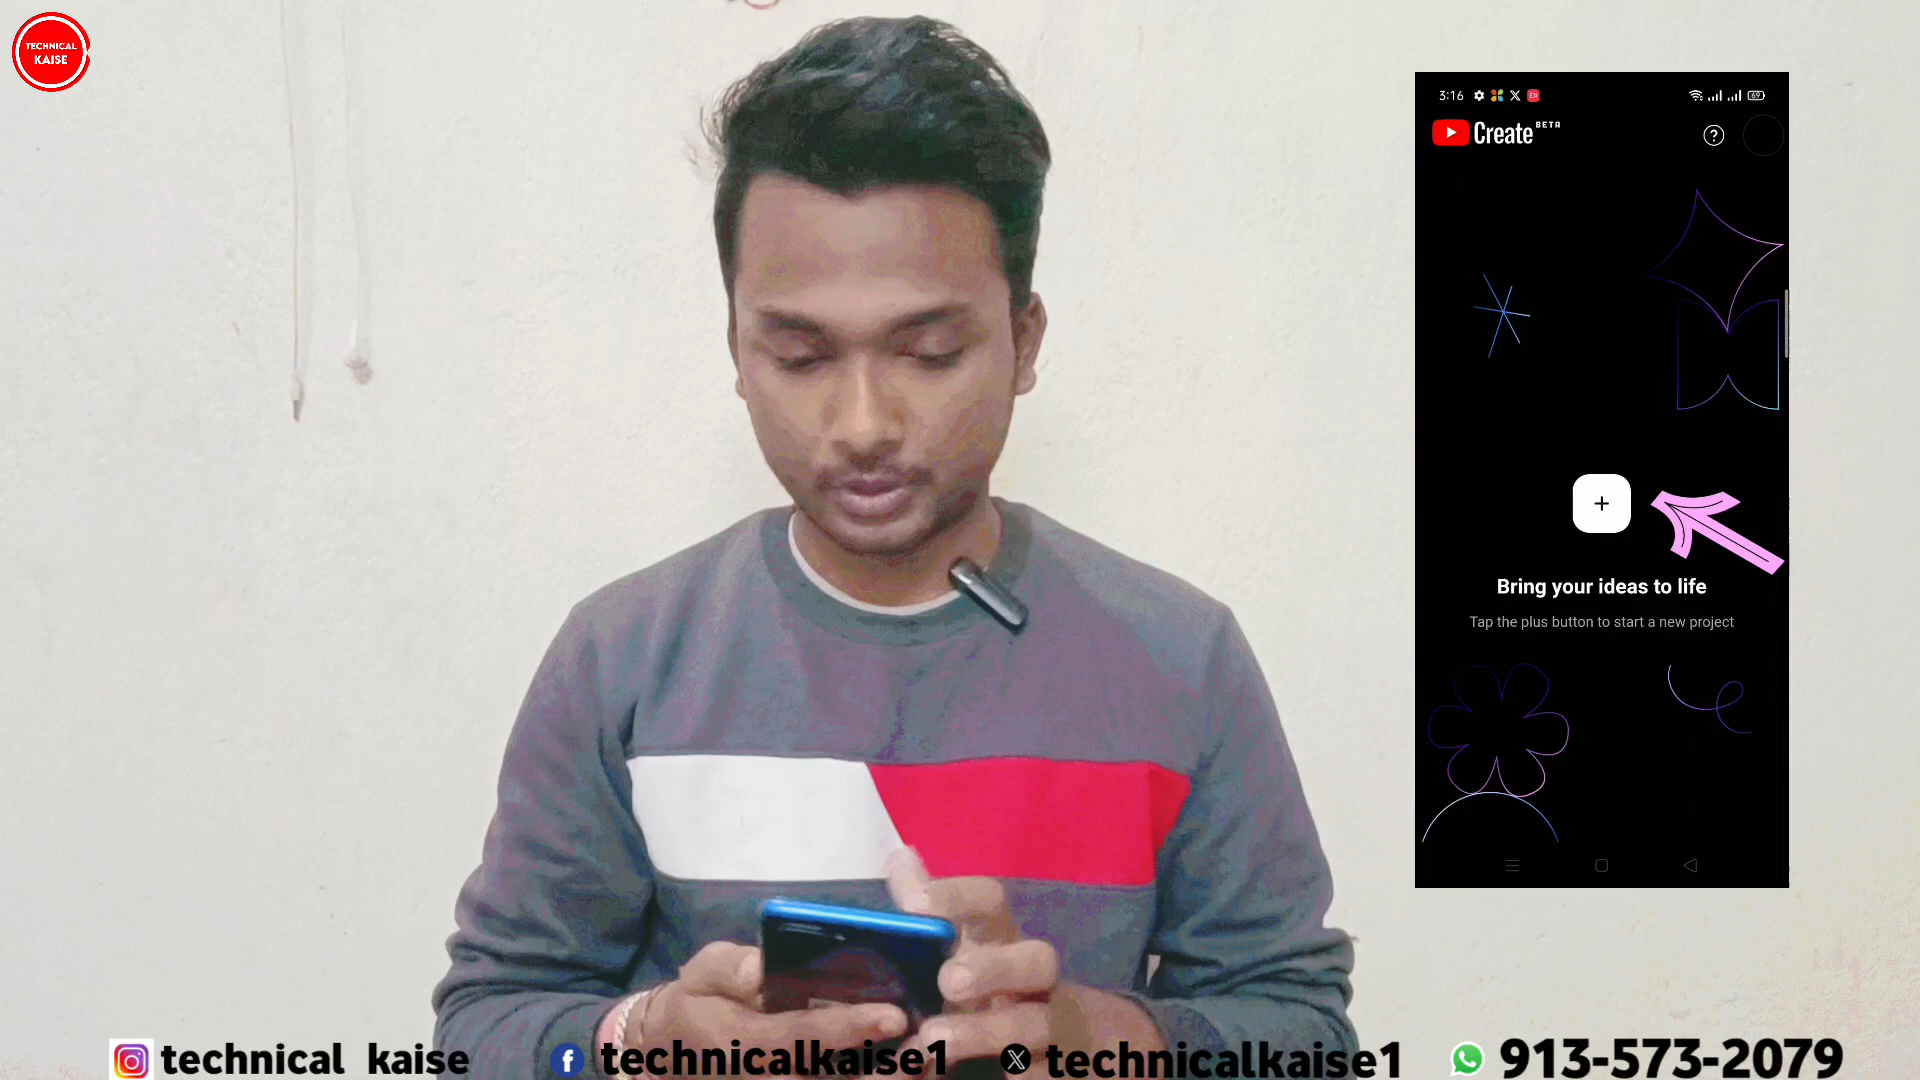 TECHNICAL
KAISE
3:16
69
Create BETA
Bring your ideas to life
Tap the plus button to start a new project
technical kaise
technicalkaise1
technicalkaise1
913-573-2079